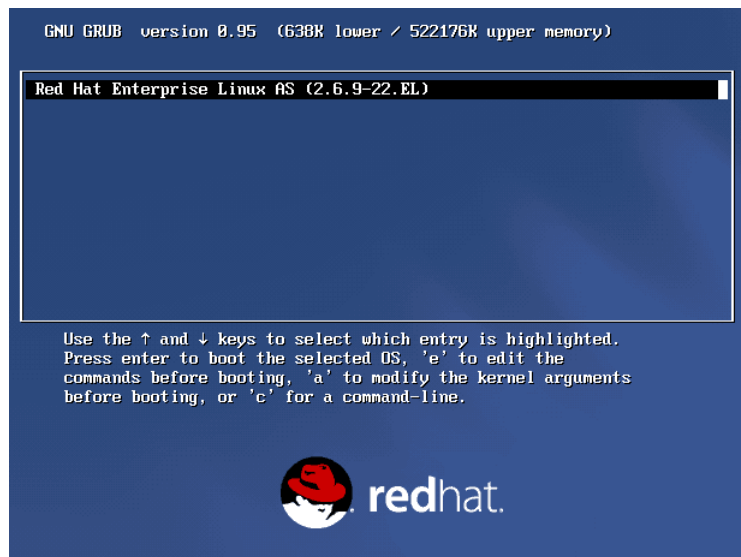 GNU GRUB  version 0.95  (638K lower / 522176K upper memory)
Red Hat Enterprise Linux AS (2.6.9-22.EL)
Use the ↑ and ↓ keys to select which entry is highlighted.
Press enter to boot the selected OS, 'e' to edit the
commands before booting, 'a' to modify the kernel arguments
before booting, or 'c' for a command-line.
redhat.